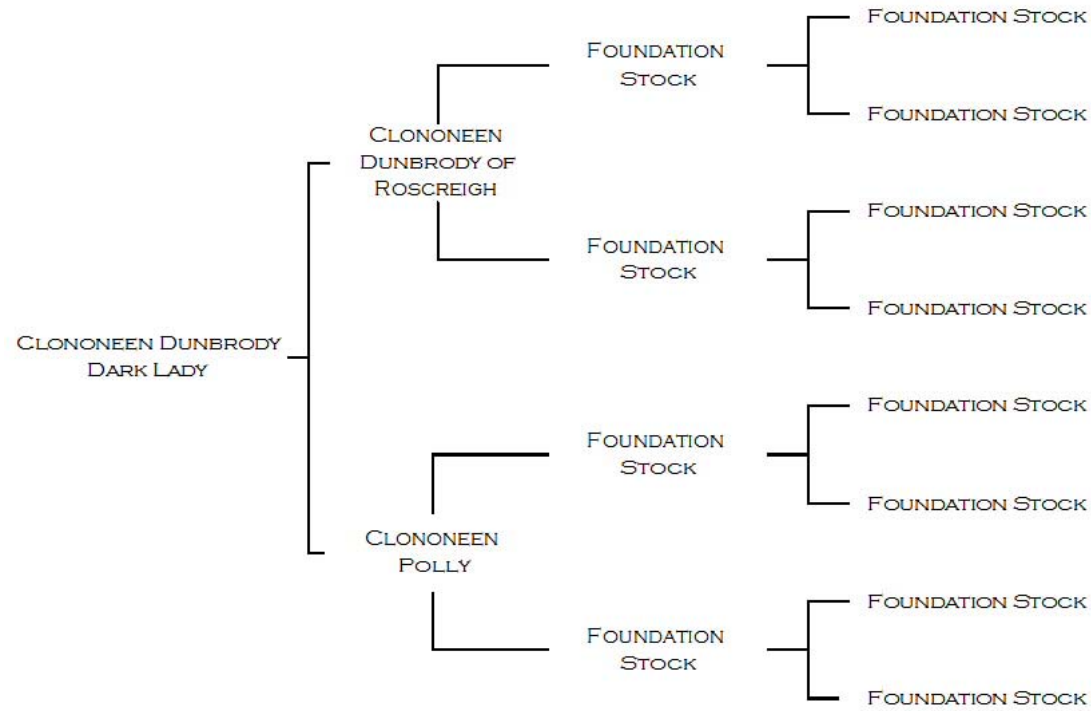 Foundation Stock
Foundation
Stock
Foundation Stock
Clononeen
Dunbrody of
Roscreigh
Foundation Stock
Foundation
Stock
Foundation Stock
Clononeen Dunbrody
Dark Lady
Foundation Stock
Foundation
Stock
Foundation Stock
Clononeen
Polly
Foundation Stock
Foundation
Stock
Foundation Stock